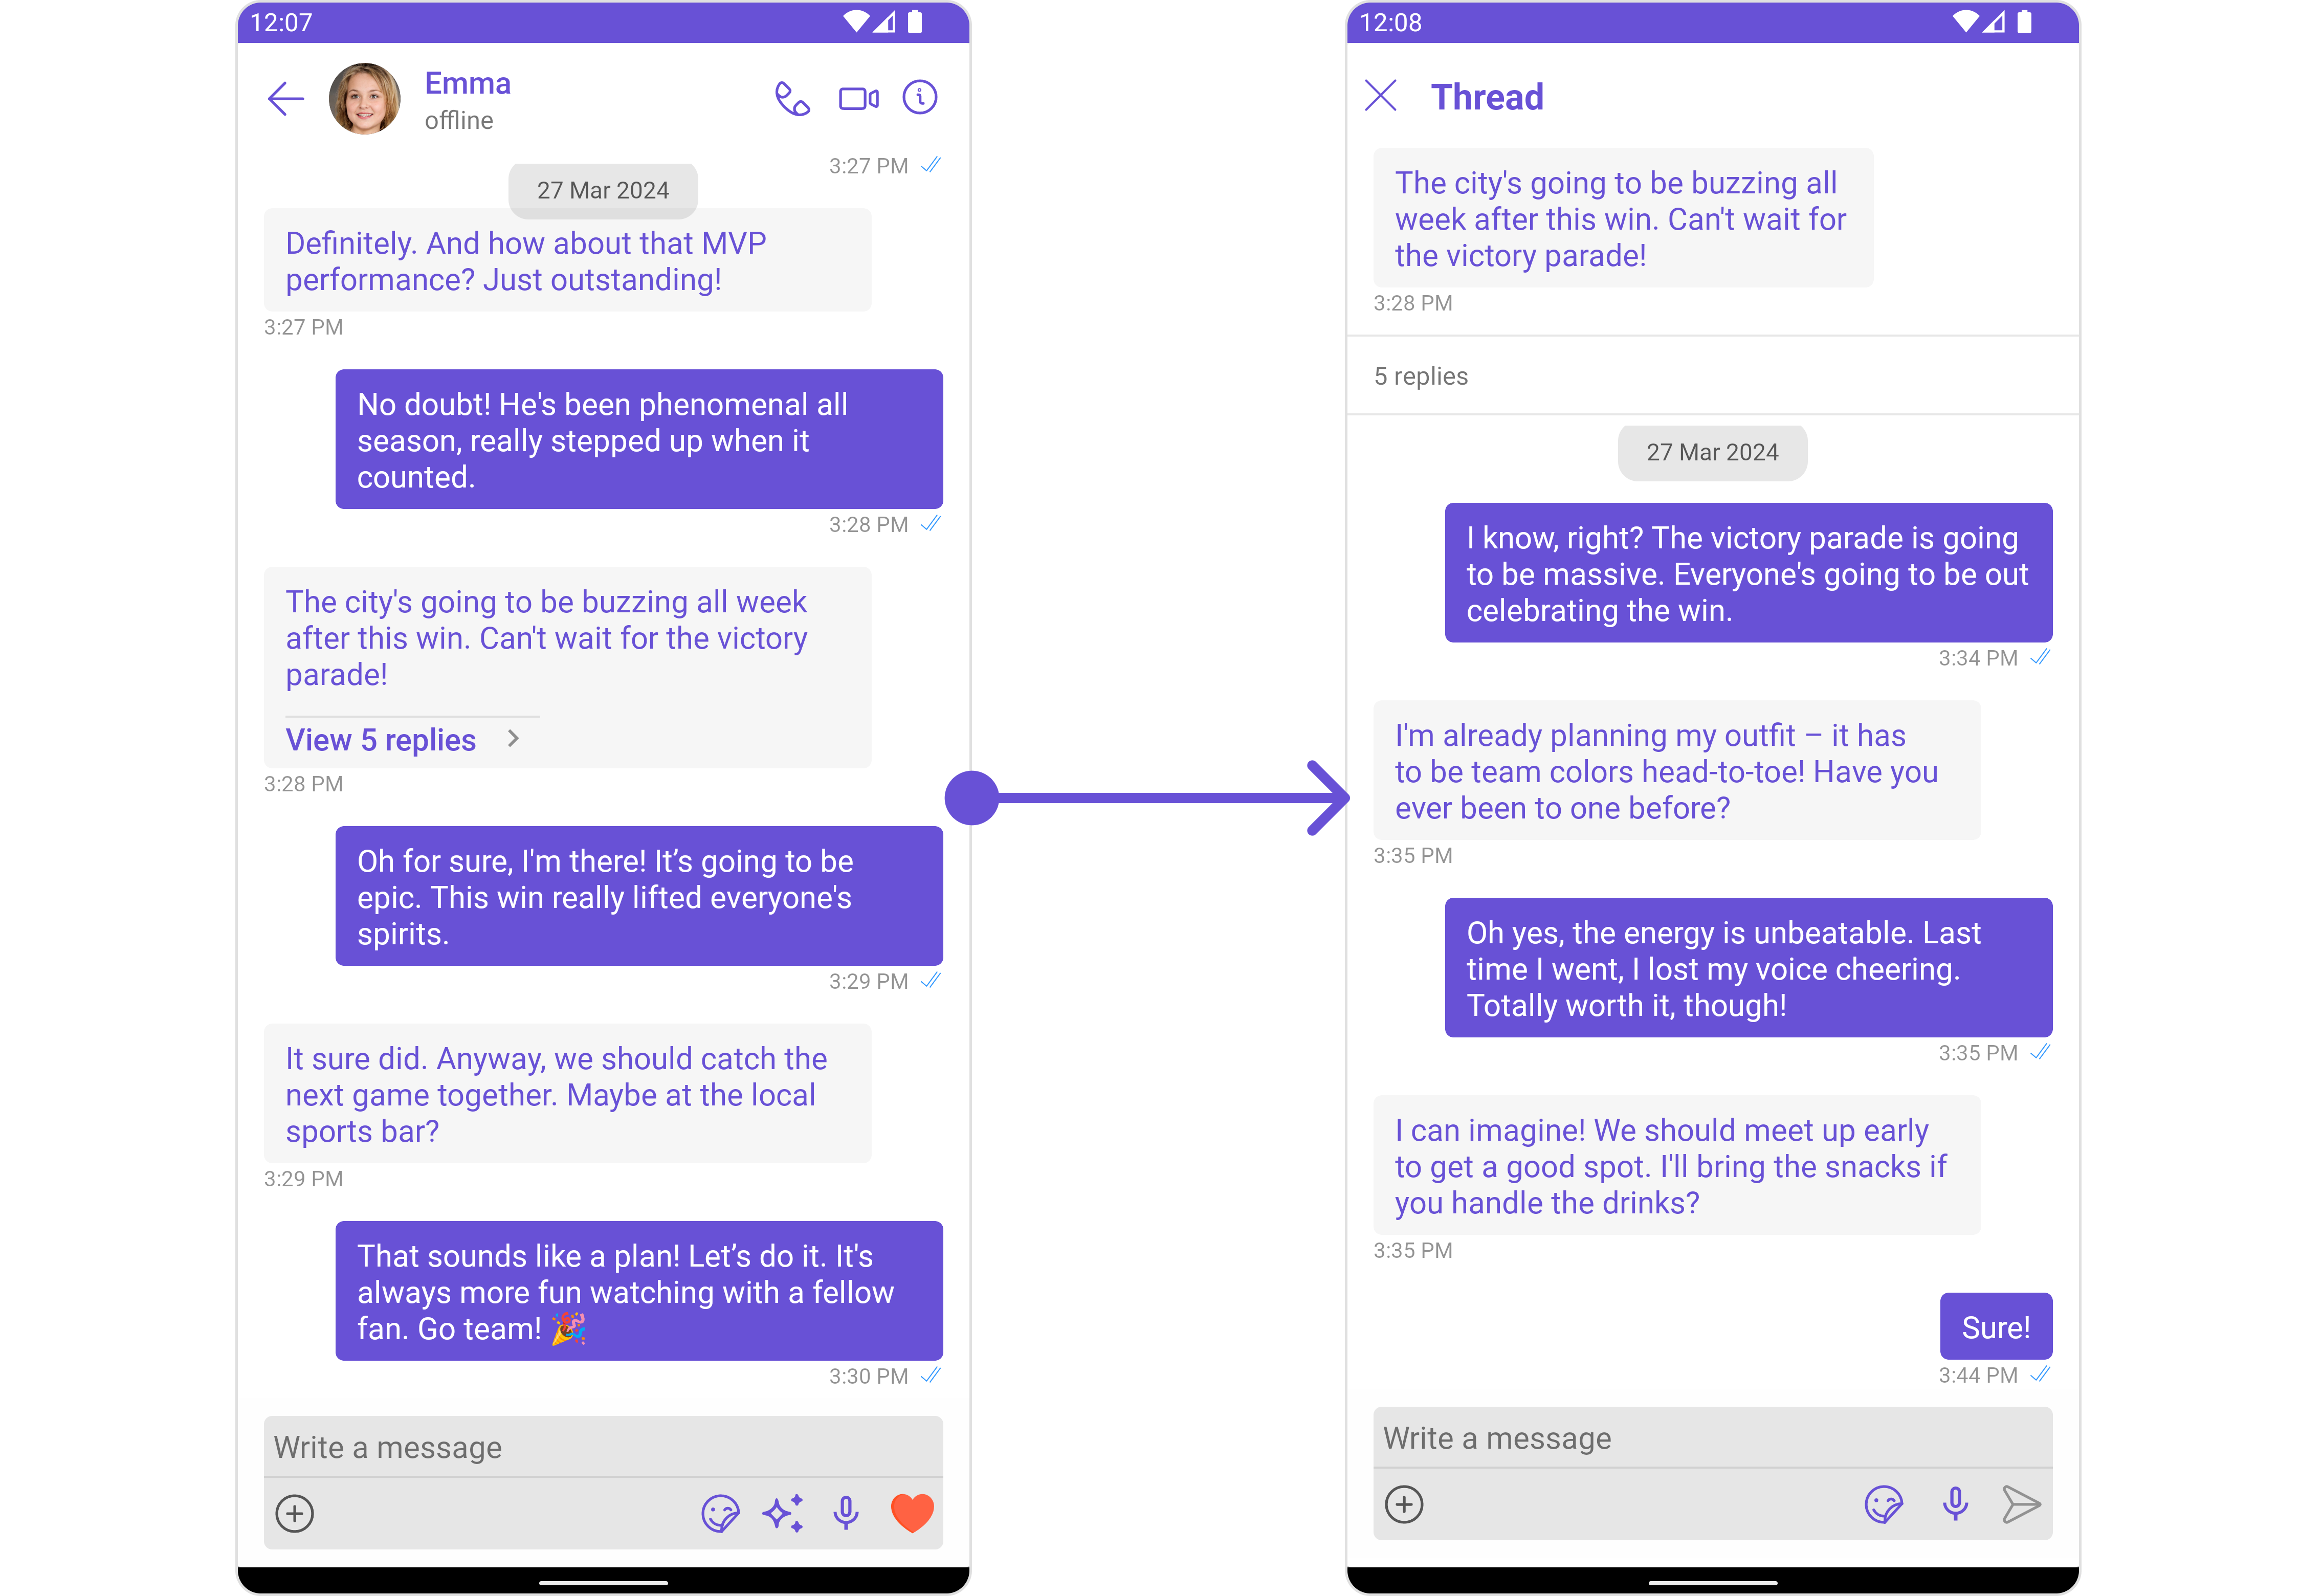 12:07
Emma
offline
3:27 PM
27 Mar 2024
Definitely. And how about that MVP
performance? Just outstanding!
3:27 PM
No doubt! He's been phenomenal all
season, really stepped up when it
counted.
3:28 PM
The city's going to be buzzing all week
after this win. Can't wait for the victory
parade!
View 5 replies
3:28 PM
Oh for sure, I'm there! It’s going to be
epic. This win really lifted everyone's
spirits.
3:29 PM
It sure did. Anyway, we should catch the
next game together. Maybe at the local
sports bar?
3:29 PM
That sounds like a plan! Let’s do it. It's
always more fun watching with a fellow
fan. Go team! 🎉
3:30 PM
Write a message
12:08
Thread
The city's going to be buzzing all
week after this win. Can't wait for
the victory parade!
3:28 PM
5 replies
27 Mar 2024
I know, right? The victory parade is going
to be massive. Everyone's going to be out
celebrating the win.
3:34 PM
I'm already planning my outfit – it has
to be team colors head-to-toe! Have you
ever been to one before?
3:35 PM
Oh yes, the energy is unbeatable. Last
time I went, I lost my voice cheering.
Totally worth it, though!
3:35 PM
I can imagine! We should meet up early
to get a good spot. I'll bring the snacks if
you handle the drinks?
3:35 PM
Sure!
3:44 PM
Write a message